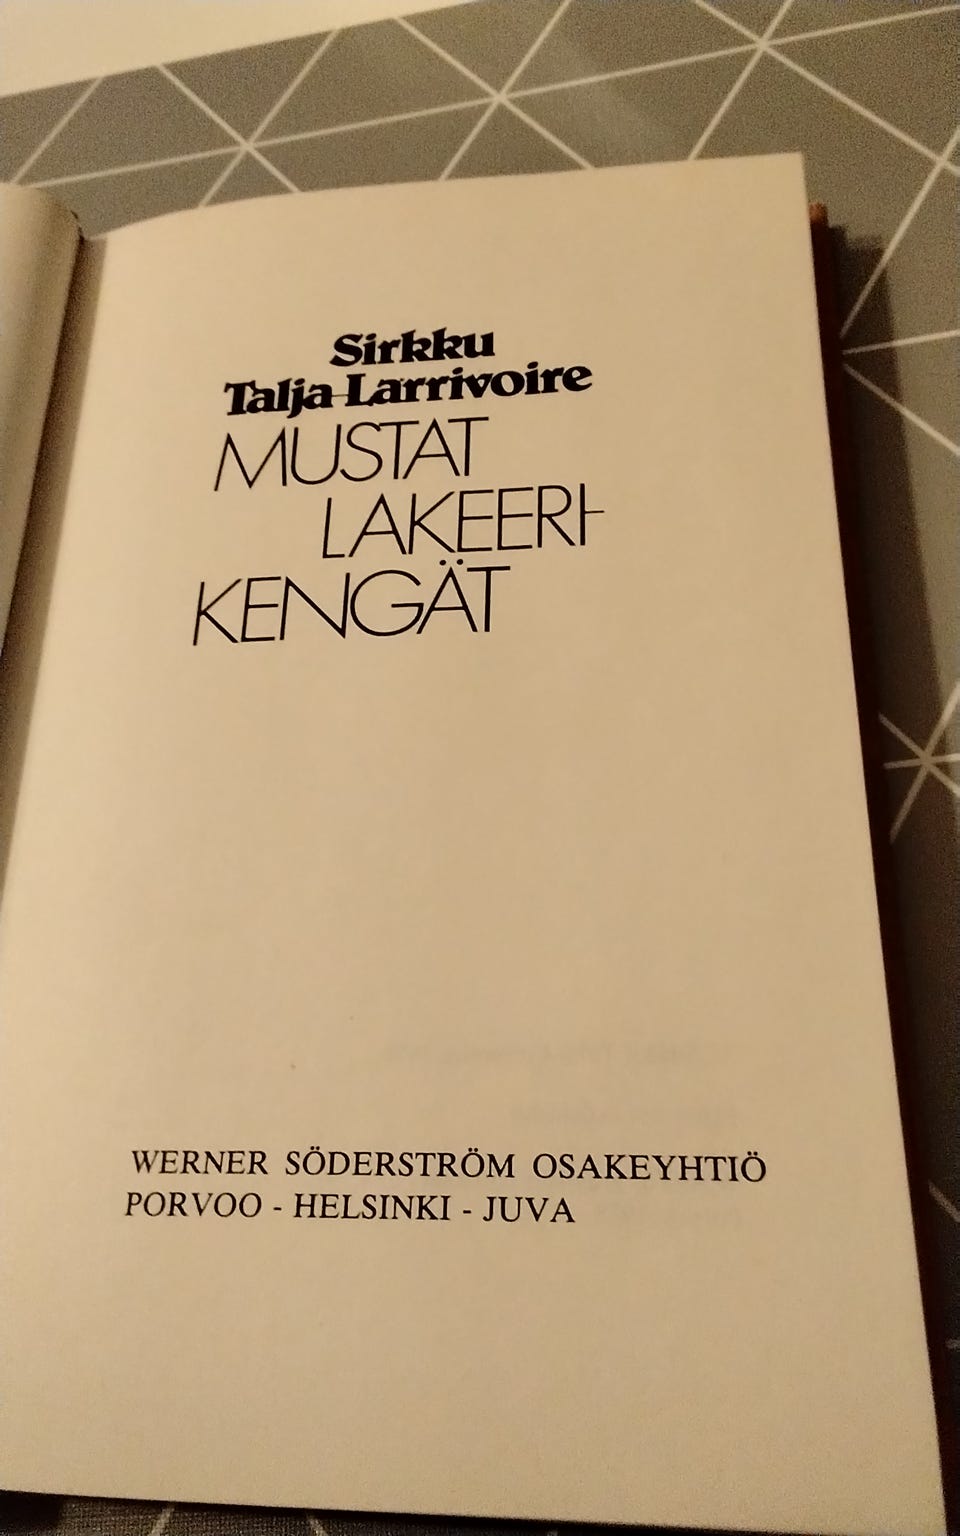 Sirkku
Talja-Larrivoire
MUSTAT
LAKEERI-
KENGÄT
WERNER SÖDERSTRÖM OSAKEYHTIÖ
PORVOO - HELSINKI - JUVA